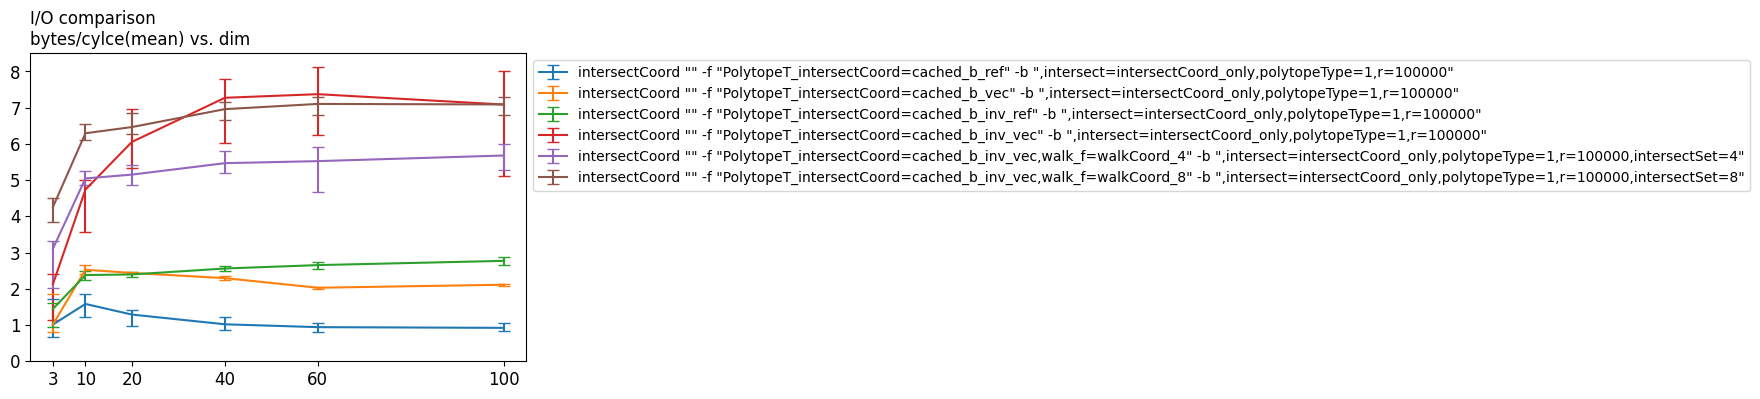 I/O comparison
bytes/cylce(mean) vs. dim
8
7
6
5
4
3
2
1
0
3 10 20 40 60 100
intersectCoord "" -f "PolytopeT_intersectCoord=cached_b_ref" -b ",intersect=intersectCoord_only,polytopeType=1,r=100000"
intersectCoord "" -f "PolytopeT_intersectCoord=cached_b_vec" -b ",intersect=intersectCoord_only,polytopeType=1,r=100000"
intersectCoord "" -f "PolytopeT_intersectCoord=cached_b_inv_ref" -b ",intersect=intersectCoord_only,polytopeType=1,r=100000"
intersectCoord "" -f "PolytopeT_intersectCoord=cached_b_inv_vec" -b ",intersect=intersectCoord_only,polytopeType=1,r=100000"
intersectCoord "" -f "PolytopeT_intersectCoord=cached_b_inv_vec,walk_f=walkCoord_4" -b ",intersect=intersectCoord_only,polytopeType=1,r=100000,intersectSet=4"
intersectCoord "" -f "PolytopeT_intersectCoord=cached_b_inv_vec,walk_f=walkCoord_8" -b ",intersect=intersectCoord_only,polytopeType=1,r=100000,intersectSet=8"